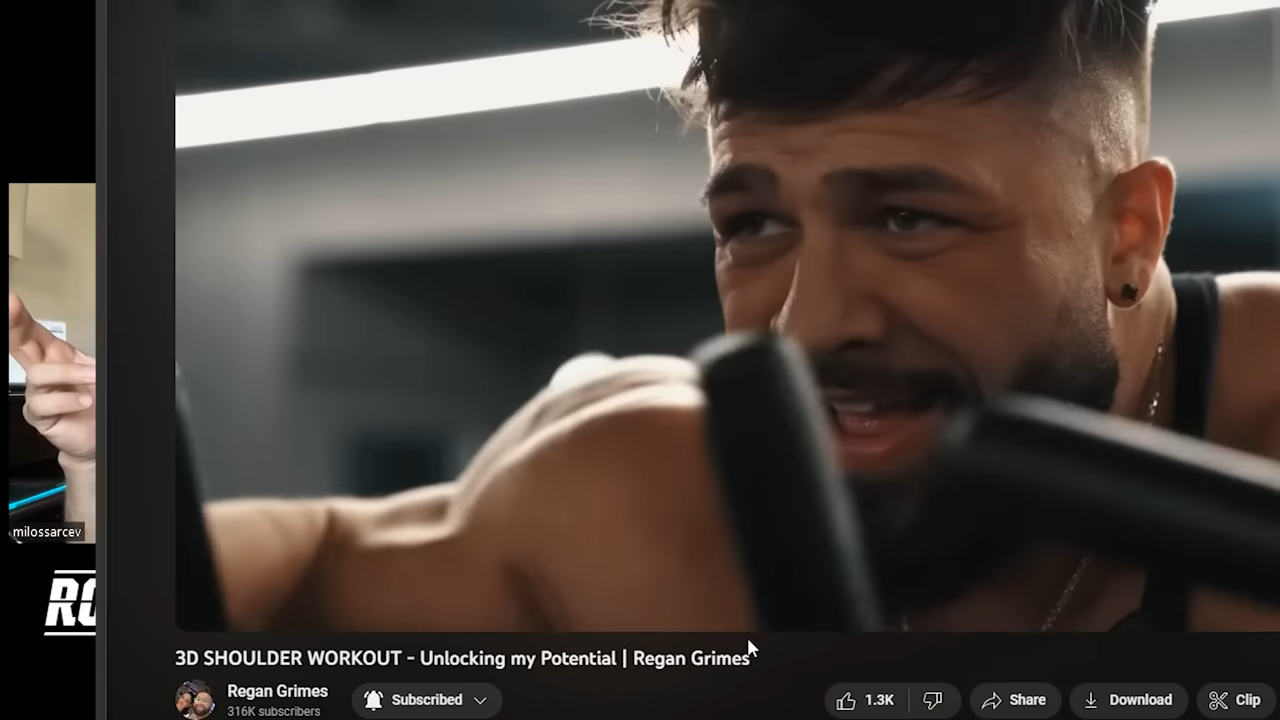 milossarcev
3D SHOULDER WORKOUT - Unlocking my Potential | Regan Grimes
Regan Grimes
316K subscribers
Subscribed
1.3K
Share
Download
Clip